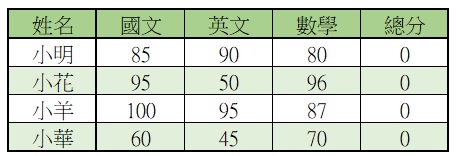 姓名 國文 英文 數學 總分
小明 85 90 80 0
小花 95 50 96 0
小羊 100 95 87 0
小華 60 45 70 0